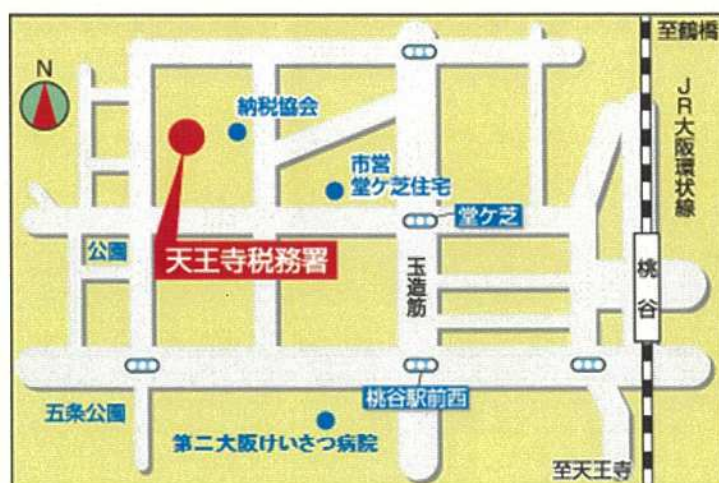 至鶴橋
N
JR大阪環状線
納税協会
市営
堂ケ芝住宅
堂ケ芝
公園
天王寺税務署
玉造筋
桃谷
桃谷駅前西
五条公園
第二大阪けいさつ病院
至天王寺